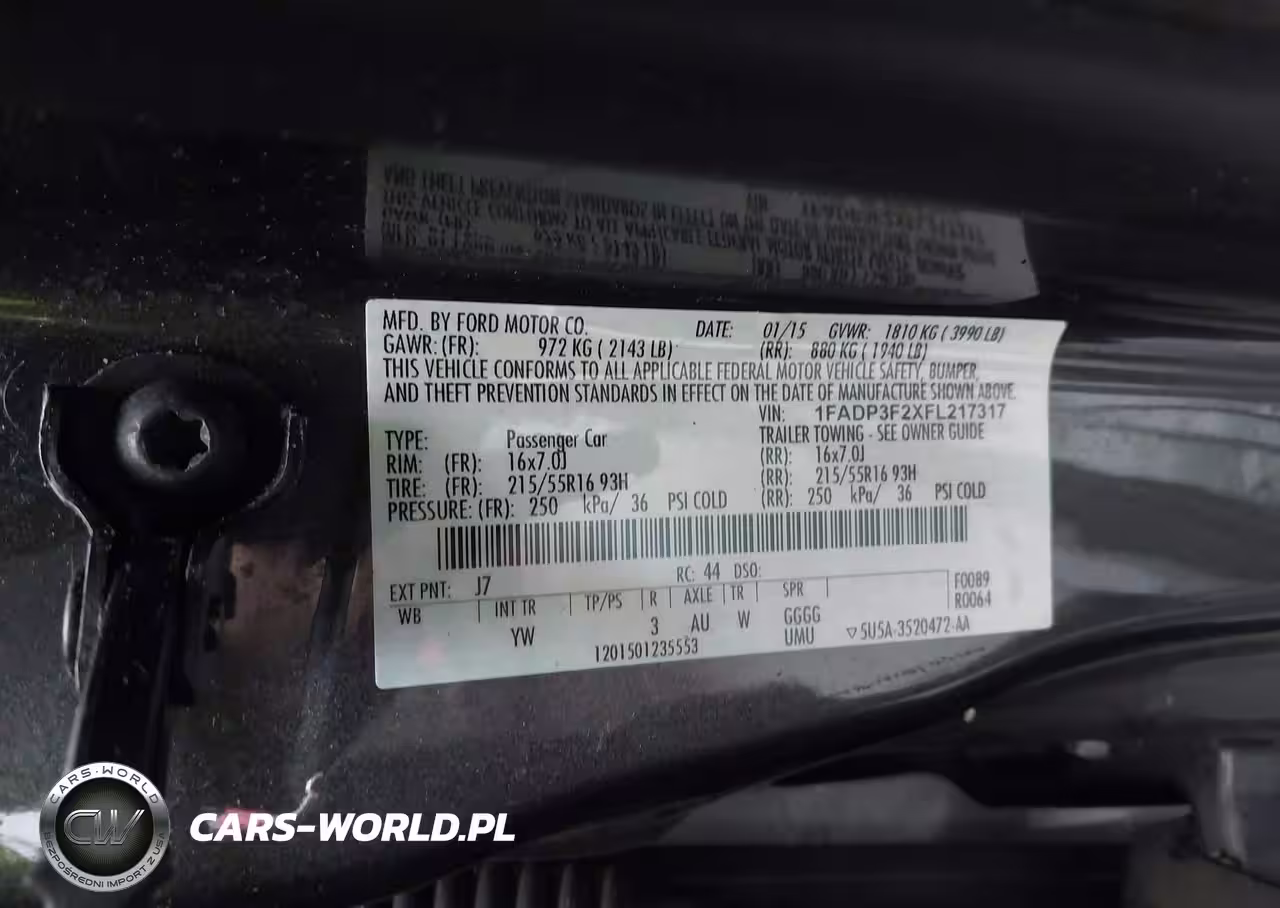 MFD. BY FORD MOTOR CO. DATE: 01/15 GVWR: 1810 KG ( 3990 LB)
GAWR: (FR): 972 KG ( 2143 LB) (RR): 880 KG ( 1940 LB)
THIS VEHICLE CONFORMS TO ALL APPLICABLE FEDERAL MOTOR VEHICLE SAFETY, BUMPER,
AND THEFT PREVENTION STANDARDS IN EFFECT ON THE DATE OF MANUFACTURE SHOWN ABOVE.
VIN: 1FADP3F2XFL217317
TYPE: Passenger Car TRAILER TOWING - SEE OWNER GUIDE
RIM: (FR): 16x7.0J (RR): 16x7.0J
TIRE: (FR): 215/55R16 93H (RR): 215/55R16 93H
PRESSURE: (FR): 250 kPa/ 36 PSI COLD (RR): 250 kPa/ 36 PSI COLD
EXT PNT: J7 RC: 44 DSO:
WB INT TR TP/PS R AXLE TR SPR F0089
R0064
YW 3 AU W GGGG
UMU ▽5U5A-3520472-AA
1201501235553
CARS-WORLD
CW
BEZPOŚREDNI IMPORT Z USA
CARS-WORLD.PL